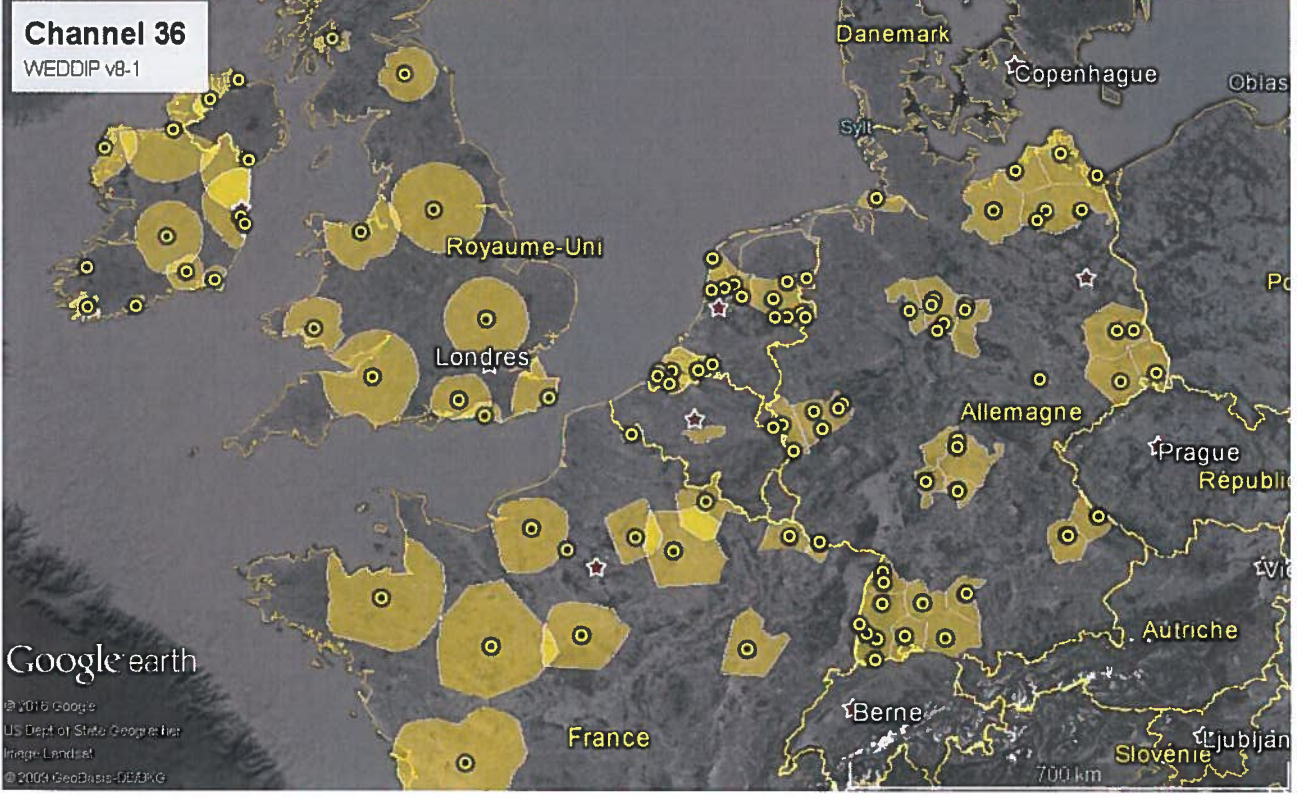 Channel 36
WEDDIP v8-1
Danemark
Copenhague
Oblas
Sylt
Royaume-Uni
Londres
Allemagne
Prague
Républi
Autriche
Google earth
© 2016 Google
US Dept of State Geographer
Image Landsat
© 2009 GeoBasis-DE/BKG
Berne
France
Slovénie
Ljubljan
700 km
Po
Vie